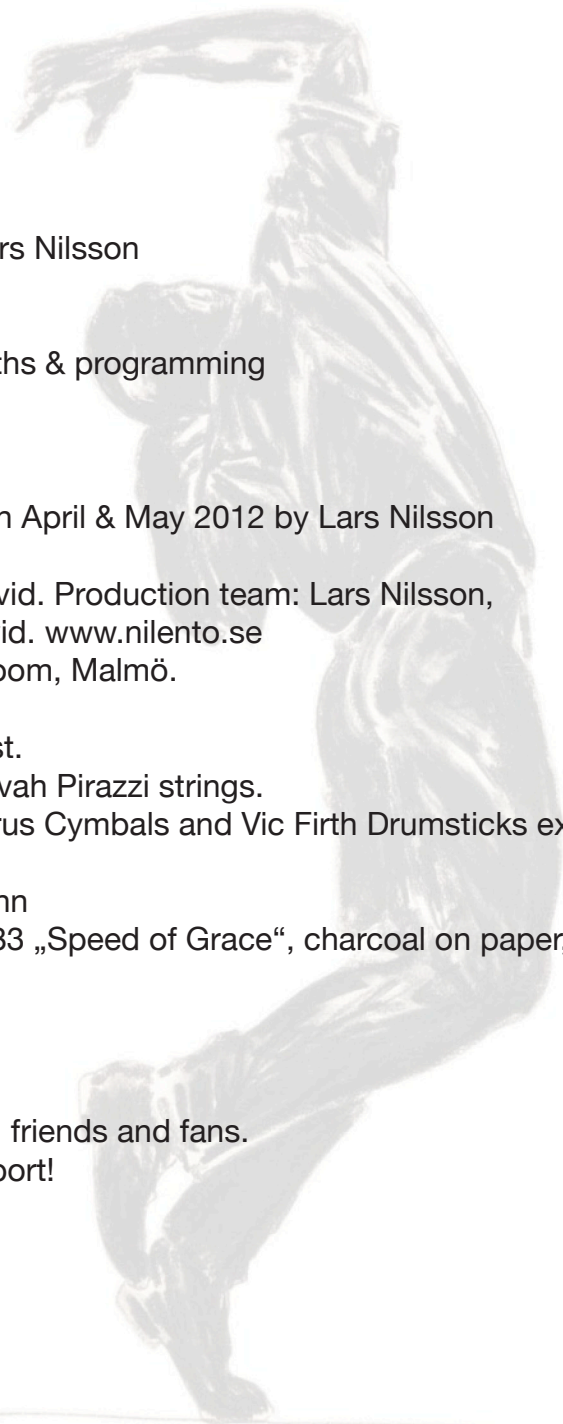 rs Nilsson
ths & programming
n April & May 2012 by Lars Nilsson
vid. Production team: Lars Nilsson,
id. www.nilento.se
oom, Malmö.
st.
vah Pirazzi strings.
rus Cymbals and Vic Firth Drumsticks ex
nn
33 „Speed of Grace“, charcoal on paper,
friends and fans.
port!